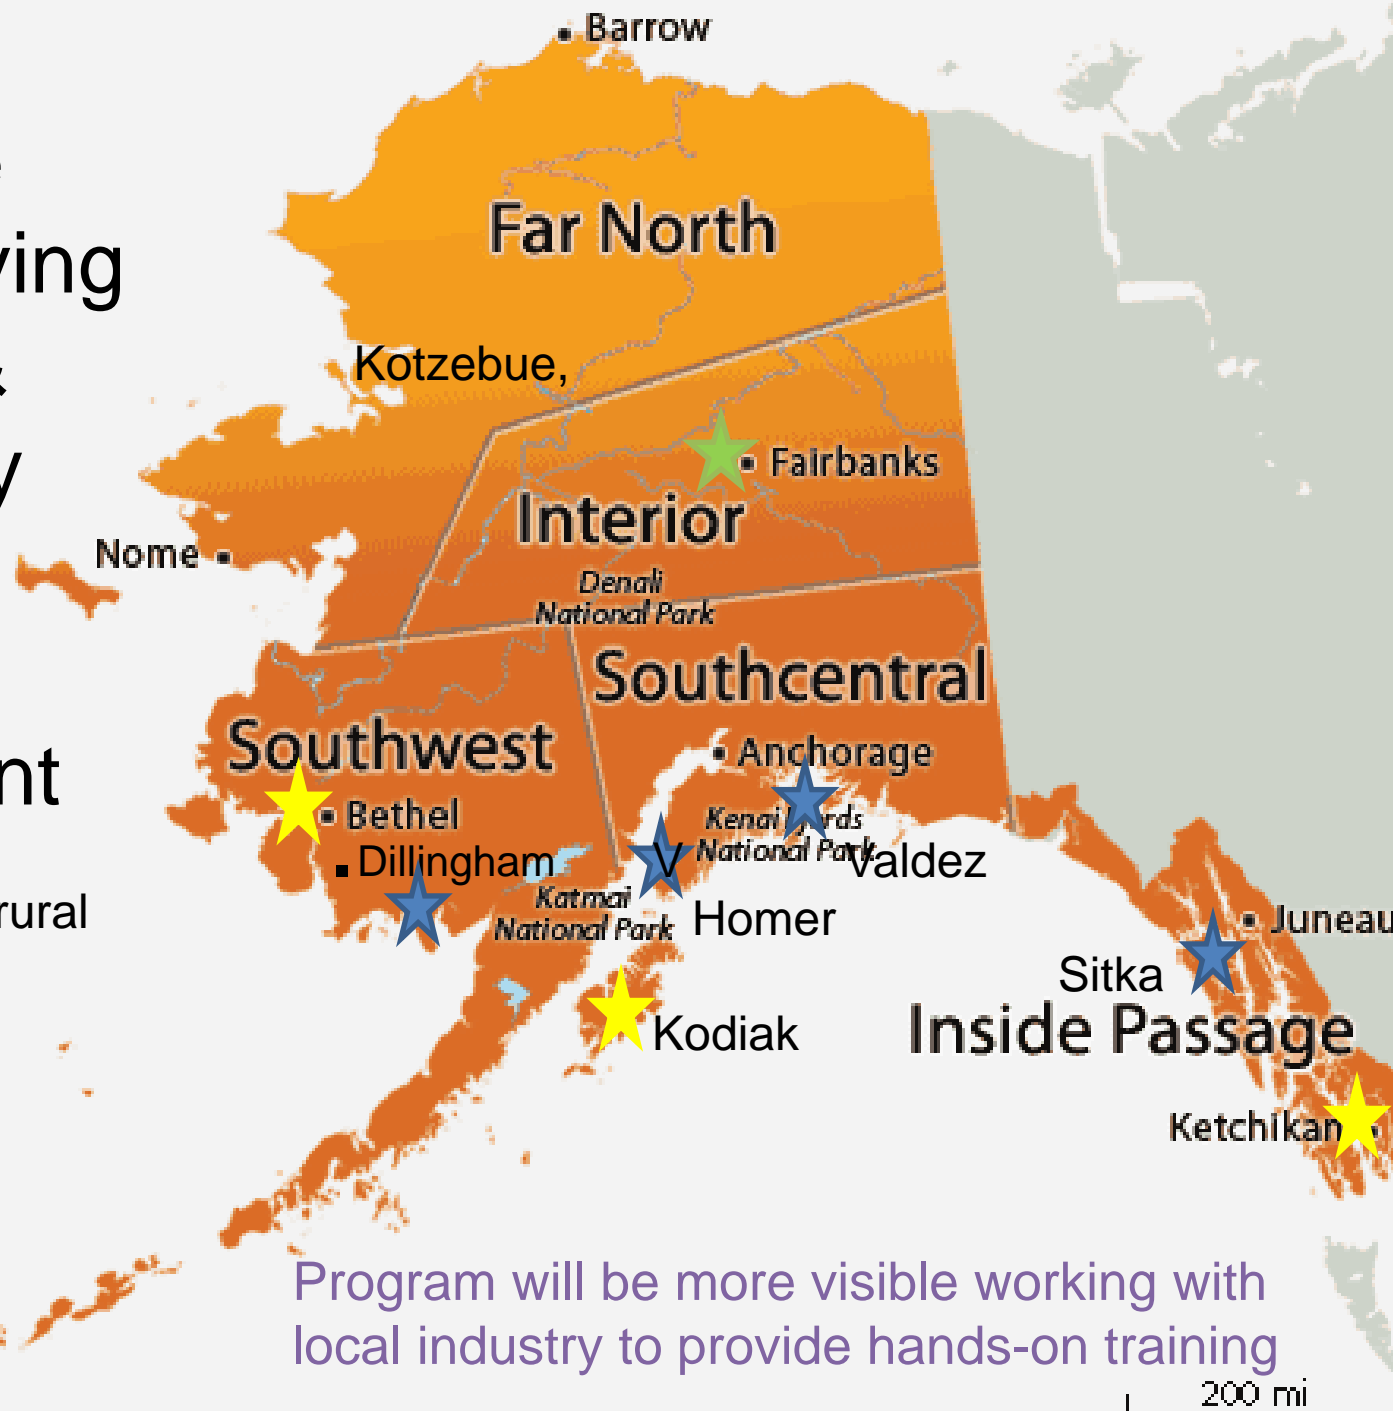 Barrow
ving
Far North
&
Kotzebue,
y
Fairbanks
Interior
Nome
Denali
National Park
Southcentral
Southwest
nt
Anchorage
Bethel
Kenai Fjords
National Park
Dillingham
V
Valdez
Katmai
National Park
rural
Homer
Juneau
Sitka
Inside Passage
Kodiak
Ketchikan
Program will be more visible working with
local industry to provide hands-on training
200 mi